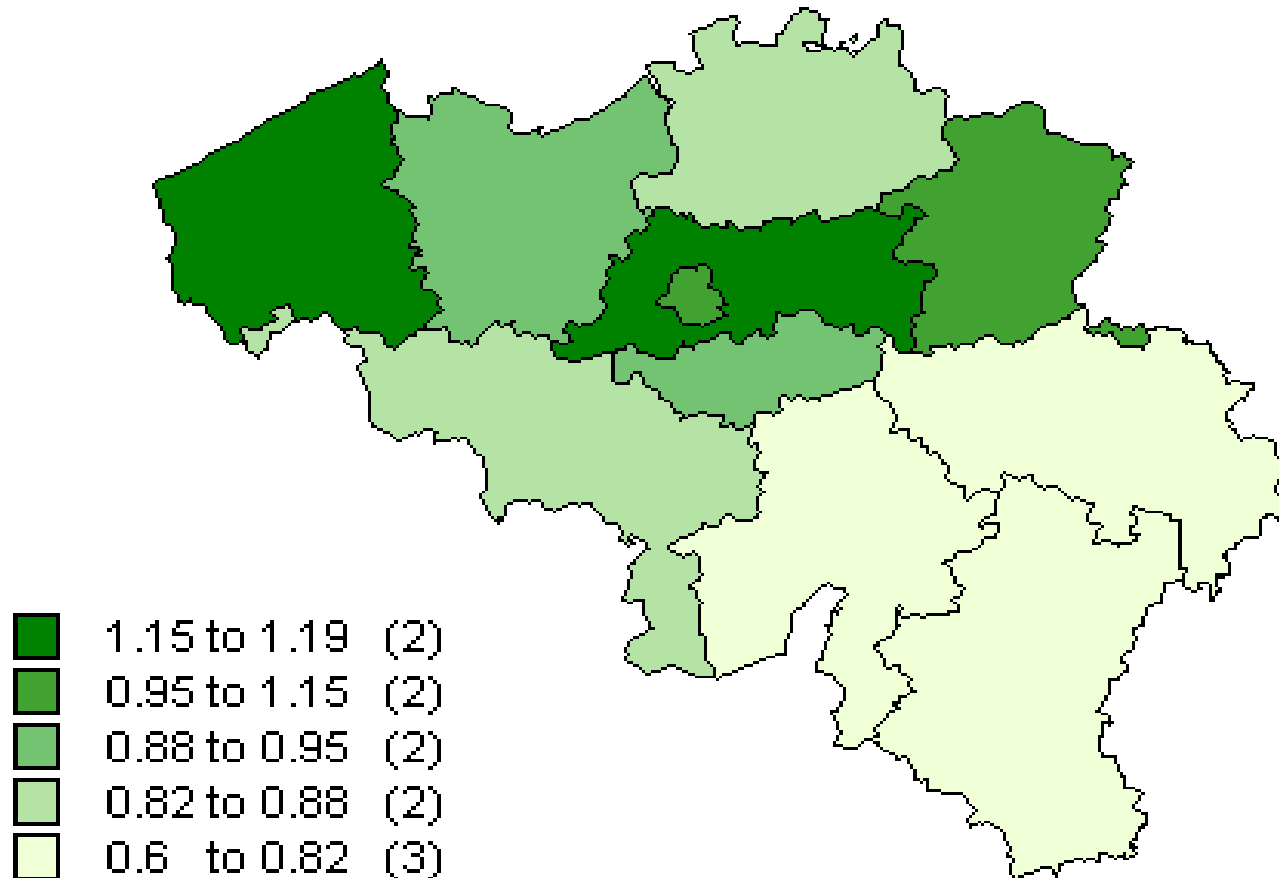 1.15 to 1.19 (2)
0.95 to 1.15 (2)
0.88 to 0.95 (2)
0.82 to 0.88 (2)
0.6 to 0.82 (3)